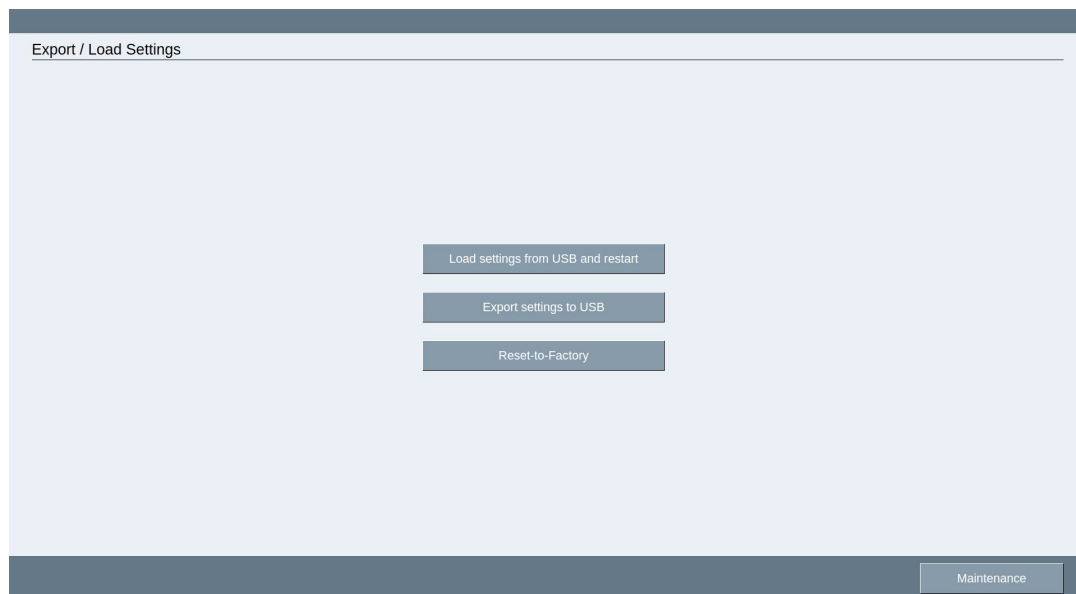 Export / Load Settings
Load settings from USB and restart
Export settings to USB
Reset-to-Factory
Maintenance